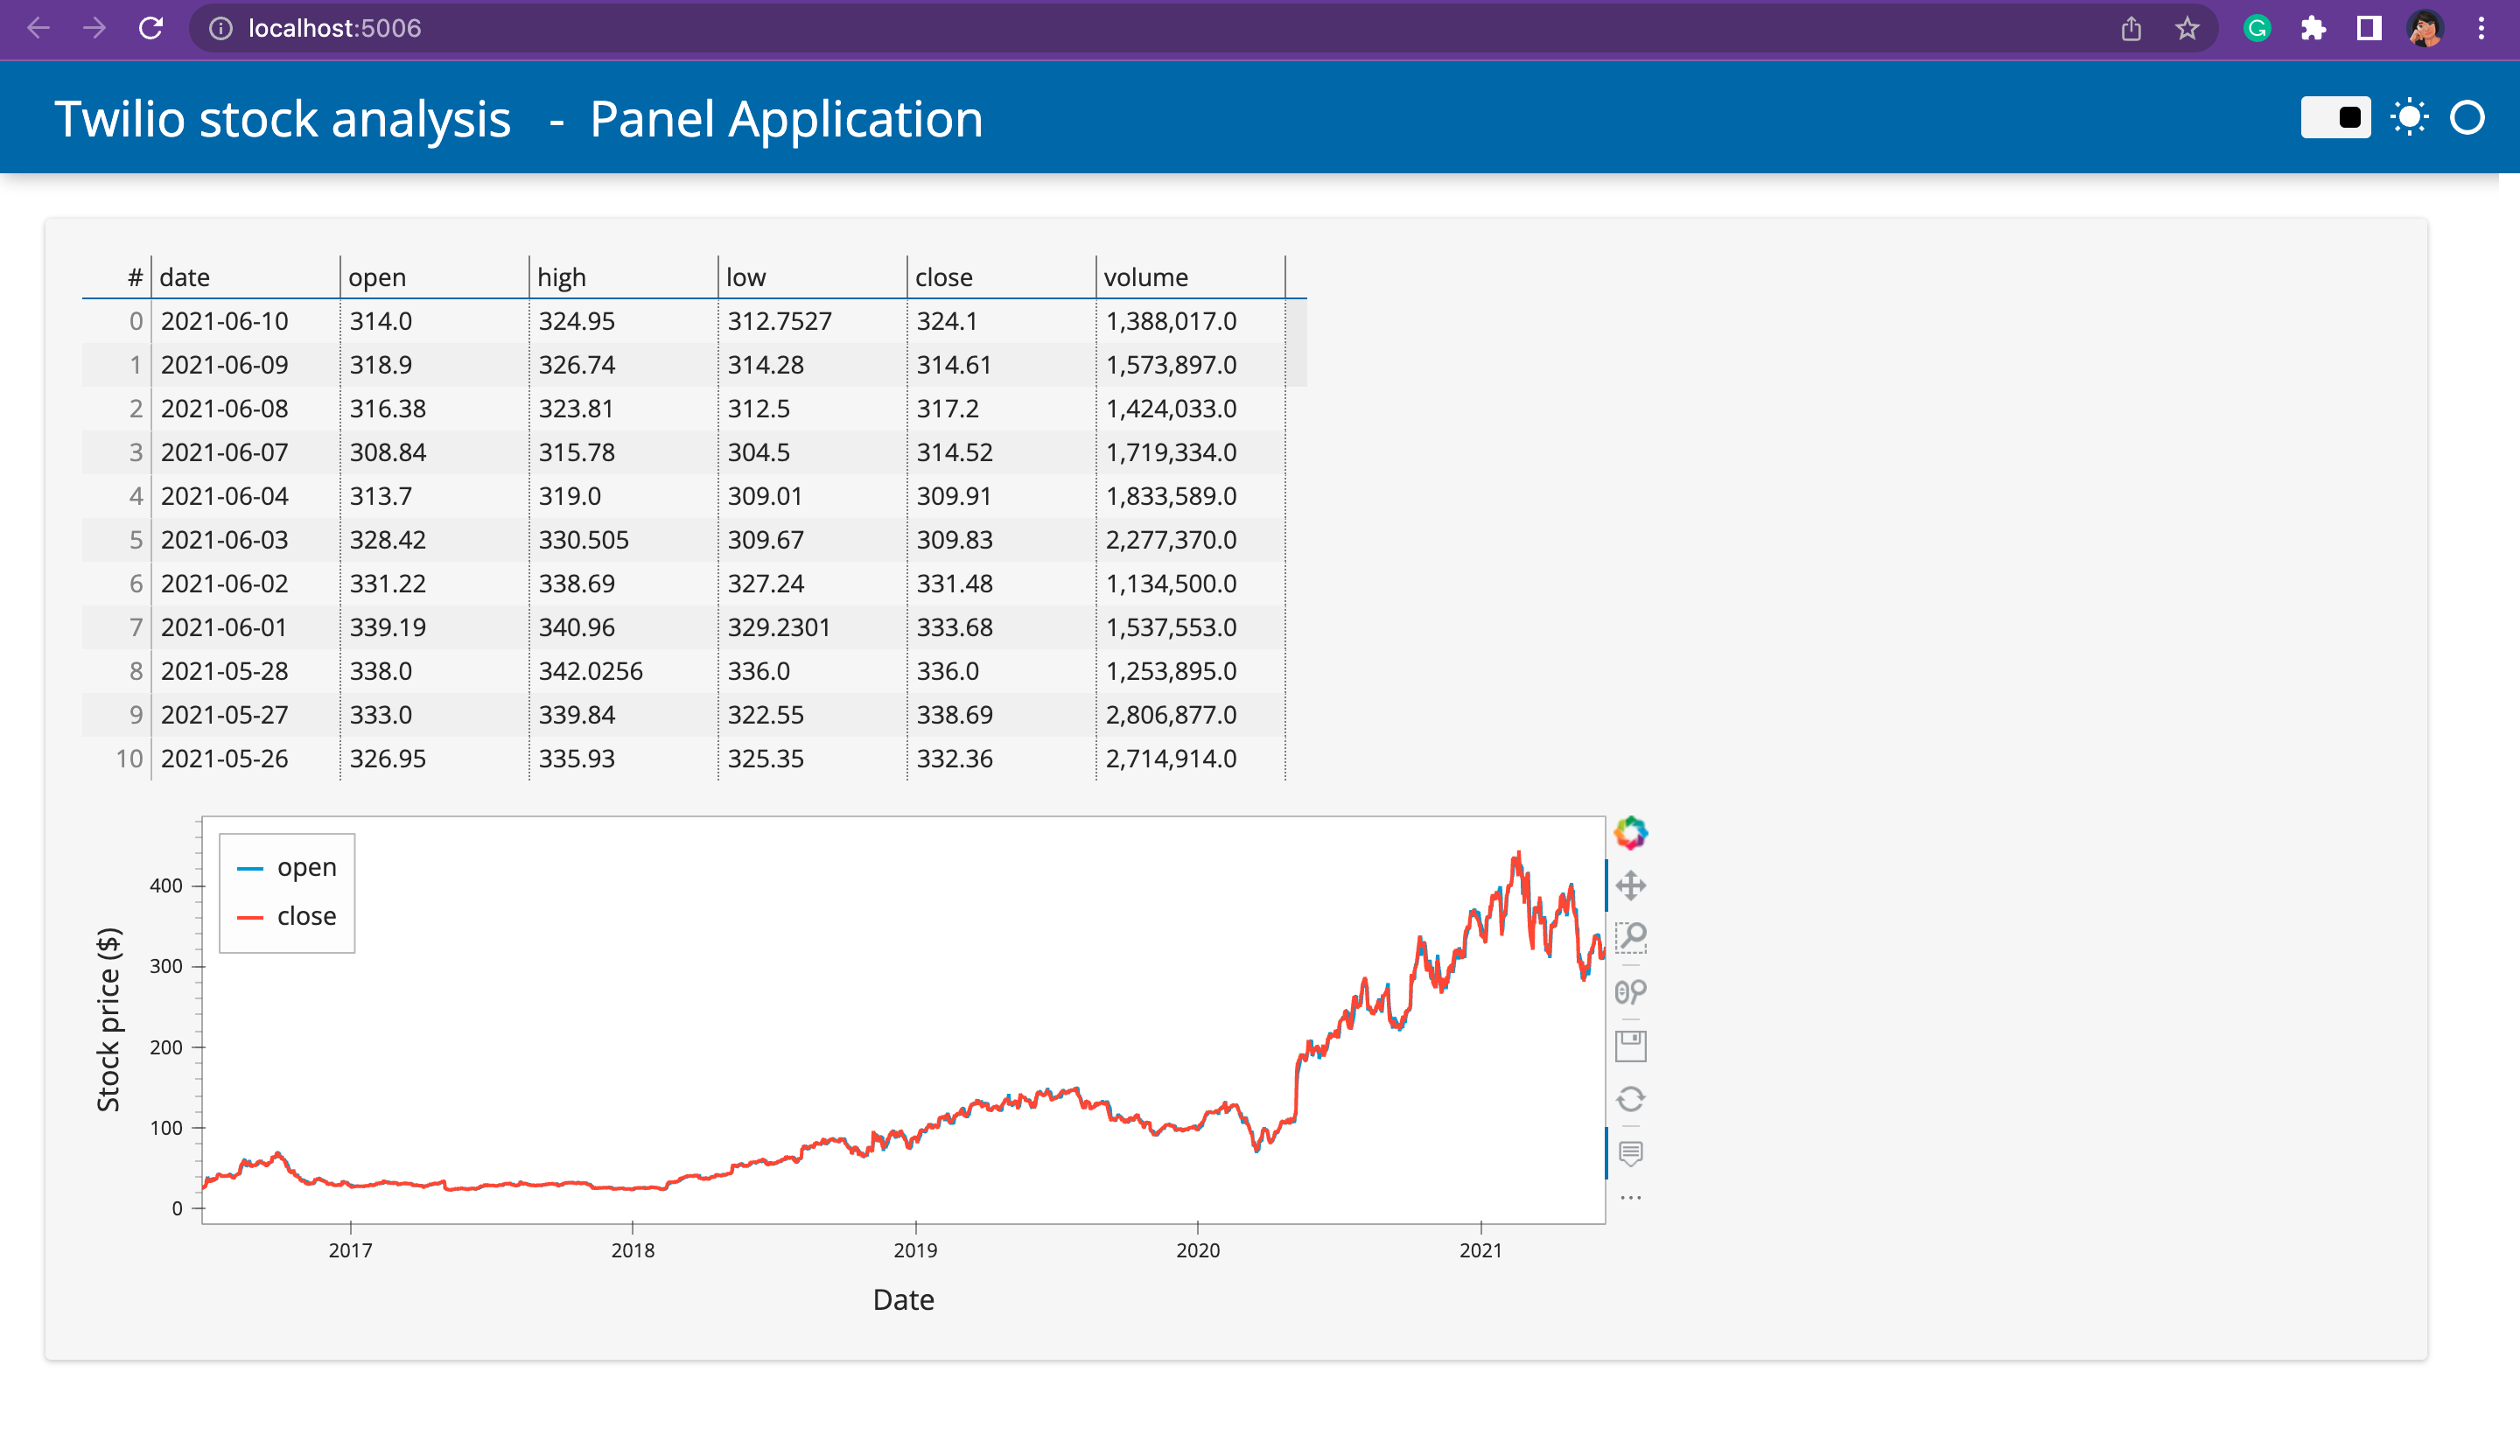 localhost:5006
Twilio stock analysis - Panel Application
# date open high low close volume
0 2021-06-10 314.0 324.95 312.7527 324.1 1,388,017.0
1 2021-06-09 318.9 326.74 314.28 314.61 1,573,897.0
2 2021-06-08 316.38 323.81 312.5 317.2 1,424,033.0
3 2021-06-07 308.84 315.78 304.5 314.52 1,719,334.0
4 2021-06-04 313.7 319.0 309.01 309.91 1,833,589.0
5 2021-06-03 328.42 330.505 309.67 309.83 2,277,370.0
6 2021-06-02 331.22 338.69 327.24 331.48 1,134,500.0
7 2021-06-01 339.19 340.96 329.2301 333.68 1,537,553.0
8 2021-05-28 338.0 342.0256 336.0 336.0 1,253,895.0
9 2021-05-27 333.0 339.84 322.55 338.69 2,806,877.0
10 2021-05-26 326.95 335.93 325.35 332.36 2,714,914.0
open
close
Stock price ($)
400
300
200
100
0
2017 2018 2019 2020 2021
Date